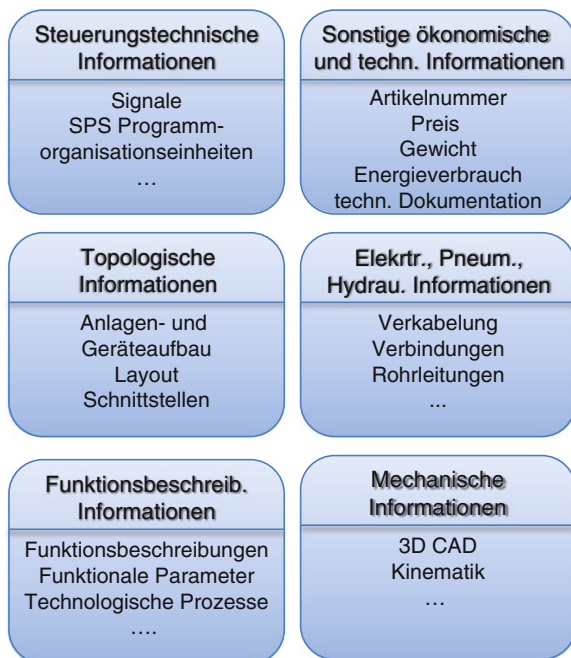 Steuerungstechnische
Informationen
Signale
SPS Programm-
organisationseinheiten
…
Sonstige ökonomische
und techn. Informationen
Artikelnummer
Preis
Gewicht
Energieverbrauch
techn. Dokumentation
Topologische
Informationen
Anlagen- und
Geräteaufbau
Layout
Schnittstellen
Elekrtr., Pneum.,
Hydrau. Informationen
Verkabelung
Verbindungen
Rohrleitungen
...
Funktionsbeschreib.
Informationen
Funktionsbeschreibungen
Funktionale Parameter
Technologische Prozesse
….
Mechanische
Informationen
3D CAD
Kinematik
…